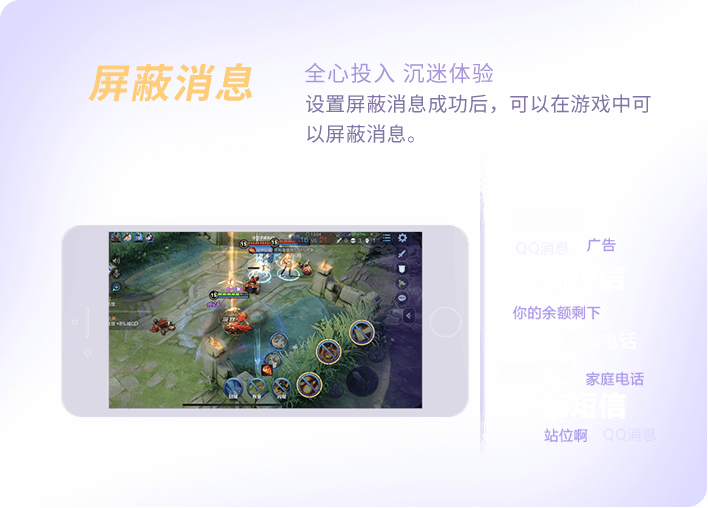 屏蔽消息
全心投入 沉迷体验
设置屏蔽消息成功后，可以在游戏中可
以屏蔽消息。
QQ消息
广告
信
你的余额剩下
电话
家庭电话
短信
站位啊
QQ消息